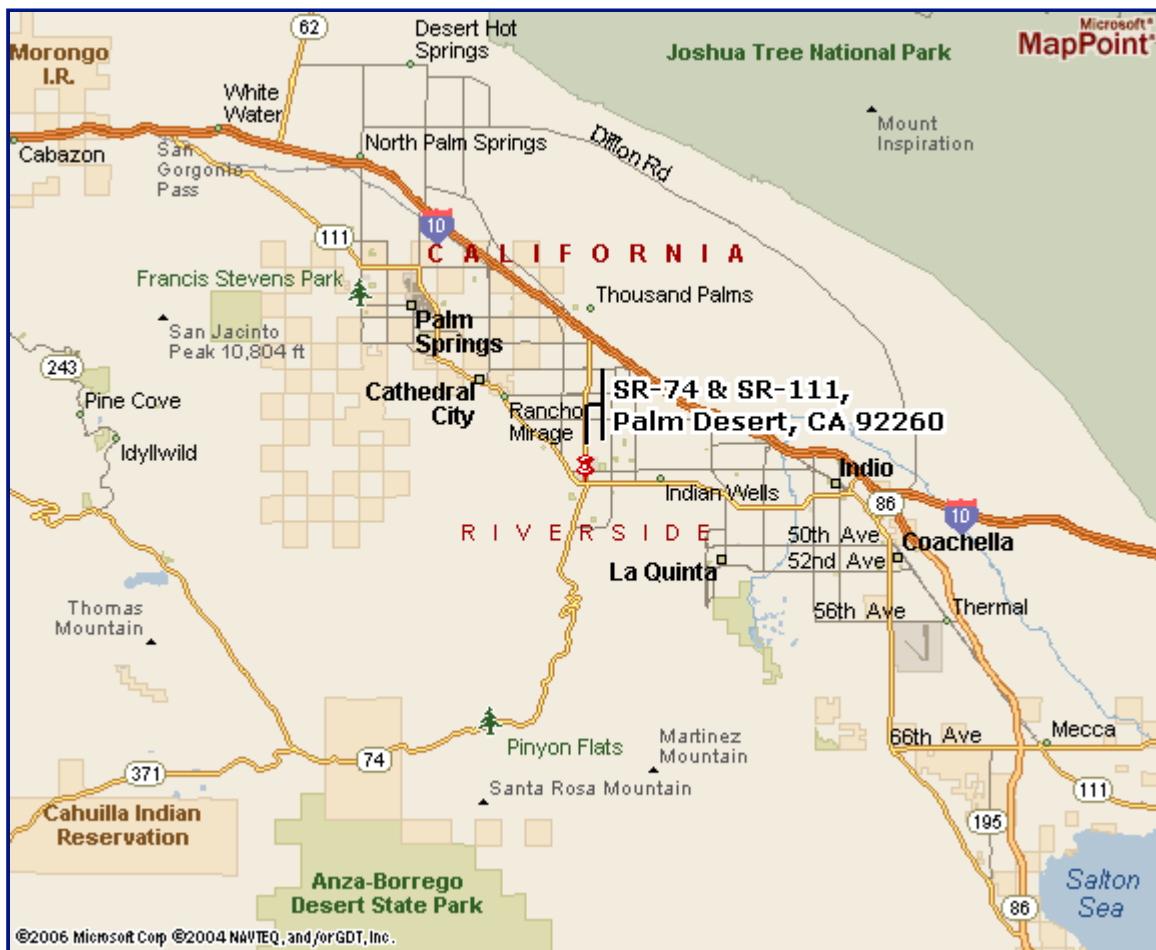 62
Desert Hot
Springs
Morongo
I.R.
Joshua Tree National Park
Microsoft®
MapPoint®
White
Water
Mount
Inspiration
Cabazon
San
Gorgonio
Pass
North Palm Springs
Dillon Rd
10
111
CALIFORNIA
Francis Stevens Park
Thousand Palms
San Jacinto
Peak 10,804 ft
Palm
Springs
243
Pine Cove
Cathedral
City
Rancho
Mirage
SR-74 & SR-111,
Palm Desert, CA 92260
Idyllwild
Indio
Indian Wells
86
10
RIVERSIDE
50th Ave
Coachella
La Quinta
52nd Ave
56th Ave
Thermal
Thomas
Mountain
Pinyon Flats
Martinez
Mountain
66th Ave
Mecca
74
371
Santa Rosa Mountain
111
Cahuilla Indian
Reservation
195
Anza-Borrego
Desert State Park
Salton
Sea
86
©2006 Microsoft Corp ©2004 NAVTEQ, and/or GDT, Inc.